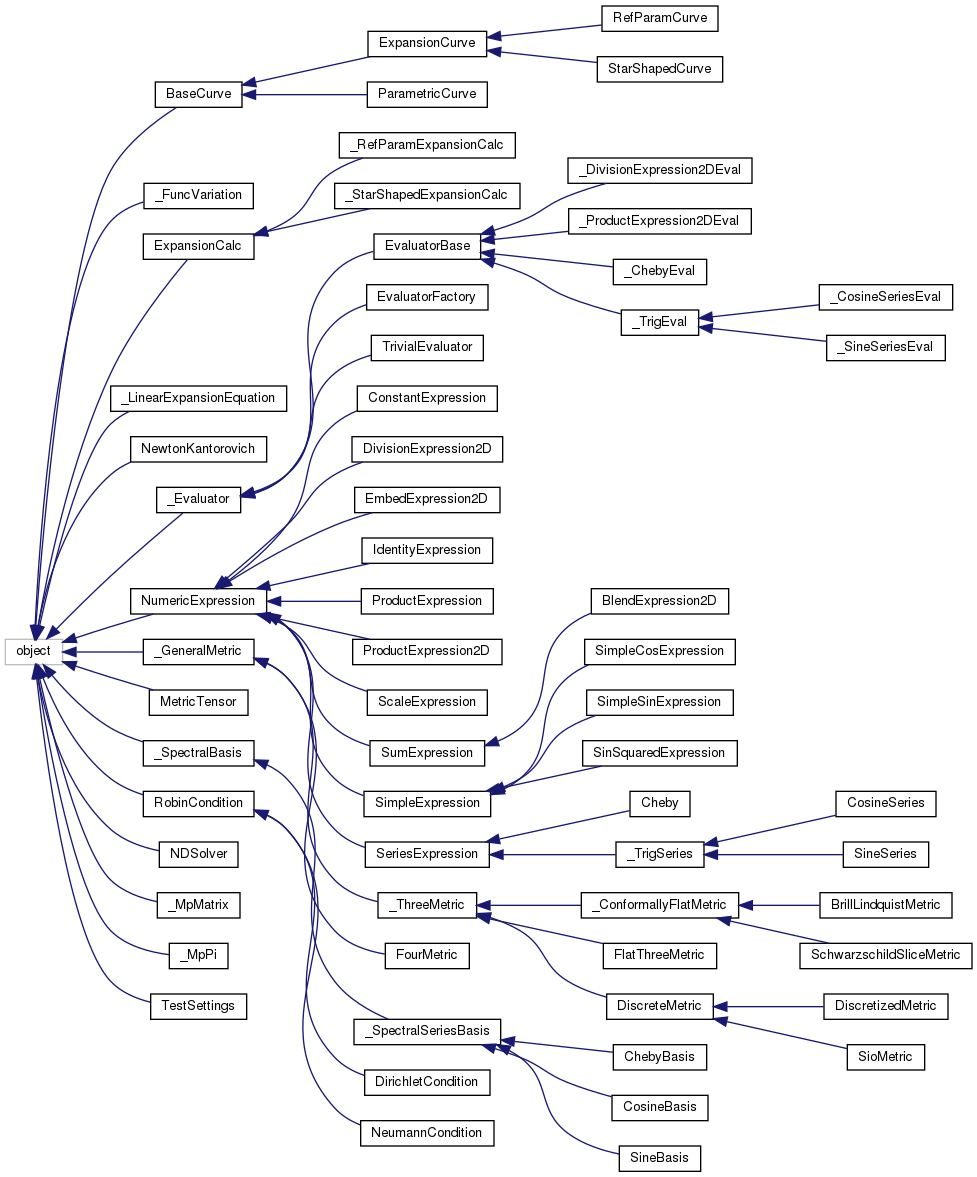 RefParamCurve
ExpansionCurve
StarShapedCurve
BaseCurve
ParametricCurve
_RefParamExpansionCalc
_DivisionExpression2DEval
_FuncVariation
_StarShapedExpansionCalc
_ProductExpression2DEval
ExpansionCalc
EvaluatorBase
_ChebyEval
EvaluatorFactory
_CosineSeriesEval
_TrigEval
TrivialEvaluator
_SineSeriesEval
_LinearExpansionEquation
ConstantExpression
NewtonKantorovich
DivisionExpression2D
_Evaluator
EmbedExpression2D
IdentityExpression
NumericExpression
ProductExpression
BlendExpression2D
object
_GeneralMetric
ProductExpression2D
SimpleCosExpression
MetricTensor
ScaleExpression
SimpleSinExpression
_SpectralBasis
SumExpression
SinSquaredExpression
RobinCondition
SimpleExpression
Cheby
CosineSeries
NDSolver
SeriesExpression
_TrigSeries
SineSeries
_MpMatrix
_ThreeMetric
_ConformallyFlatMetric
BrillLindquistMetric
_MpPi
FourMetric
FlatThreeMetric
SchwarzschildSliceMetric
TestSettings
DiscreteMetric
DiscretizedMetric
_SpectralSeriesBasis
ChebyBasis
SioMetric
DirichletCondition
CosineBasis
NeumannCondition
SineBasis